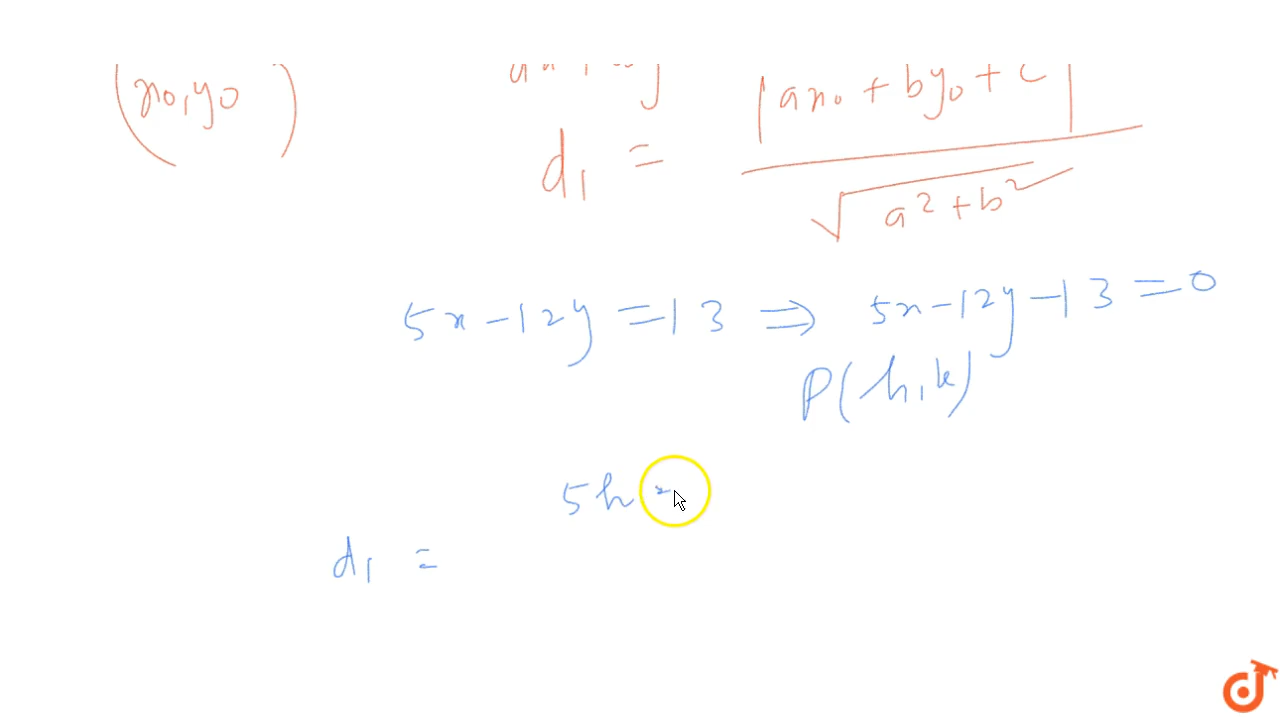 (x₀,y₀)
d₁ = |ax₀ + by₀ + c| / √(a² + b²)
5x - 12y = 13 ⇒ 5x - 12y - 13 = 0
P(h,k)
5h -
d₁ =